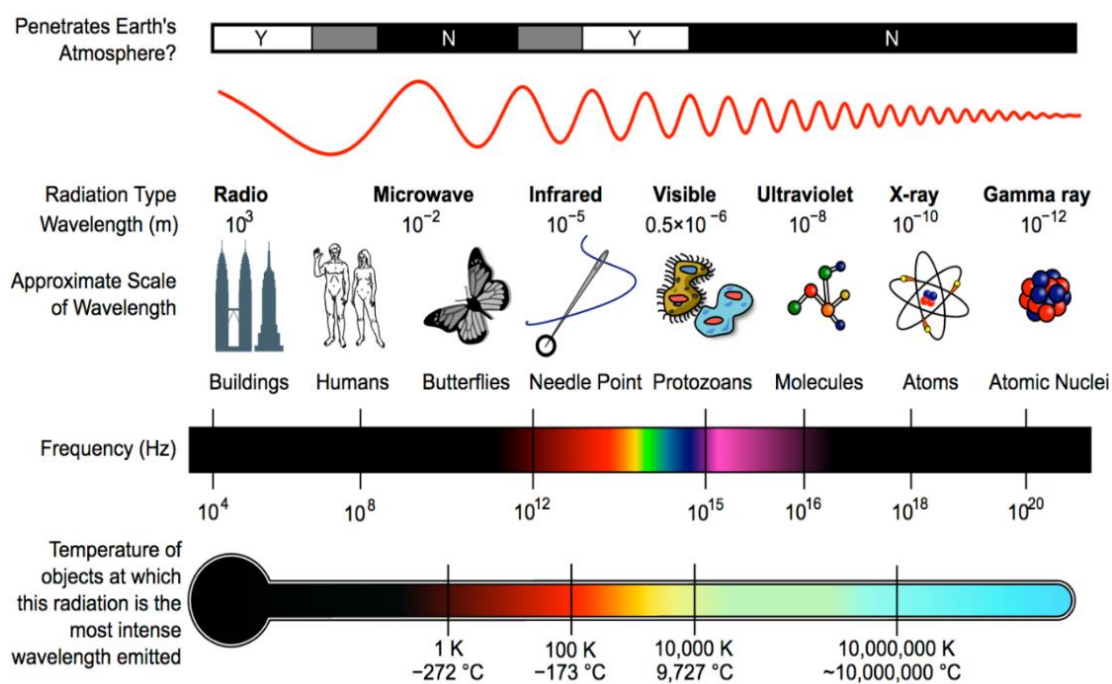 Penetrates Earth's
Atmosphere?
Y N Y N
Radiation Type
Radio Microwave Infrared Visible Ultraviolet X-ray Gamma ray
Wavelength (m)
10³ 10⁻² 10⁻⁵ 0.5×10⁻⁶ 10⁻⁸ 10⁻¹⁰ 10⁻¹²
Approximate Scale
of Wavelength
Buildings Humans Butterflies Needle Point Protozoans Molecules Atoms Atomic Nuclei
Frequency (Hz)
10⁴ 10⁸ 10¹² 10¹⁵ 10¹⁶ 10¹⁸ 10²⁰
Temperature of
objects at which
this radiation is the
most intense
wavelength emitted
1 K 100 K 10,000 K 10,000,000 K
−272 °C −173 °C 9,727 °C ~10,000,000 °C